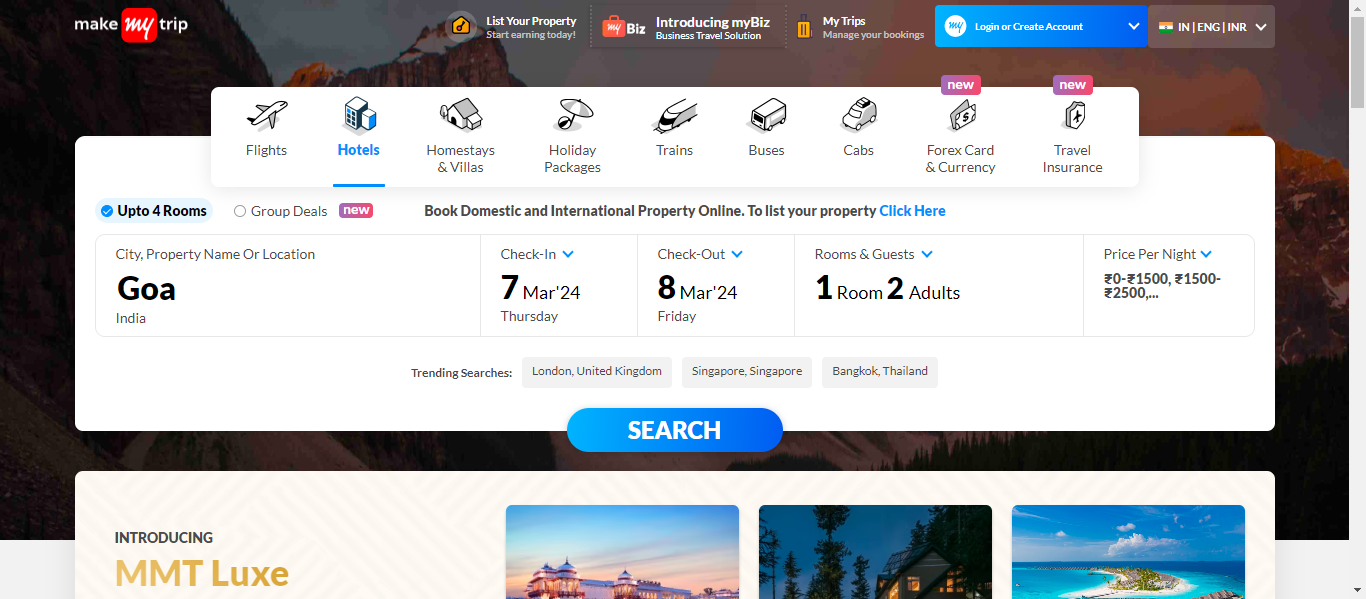 make my trip
List Your Property
Start earning today!
my Biz
Introducing myBiz
Business Travel Solution
My Trips
Manage your bookings
my
Login or Create Account
IN | ENG | INR
new
new
Flights
Hotels
Homestays
& Villas
Holiday
Packages
Trains
Buses
Cabs
Forex Card
& Currency
Travel
Insurance
Upto 4 Rooms
Group Deals
new
Book Domestic and International Property Online. To list your property Click Here
City, Property Name Or Location
Goa
India
Check-In
7 Mar'24
Thursday
Check-Out
8 Mar'24
Friday
Rooms & Guests
1 Room 2 Adults
Price Per Night
₹0-₹1500, ₹1500-
₹2500,...
Trending Searches:
London, United Kingdom
Singapore, Singapore
Bangkok, Thailand
SEARCH
INTRODUCING
MMT Luxe